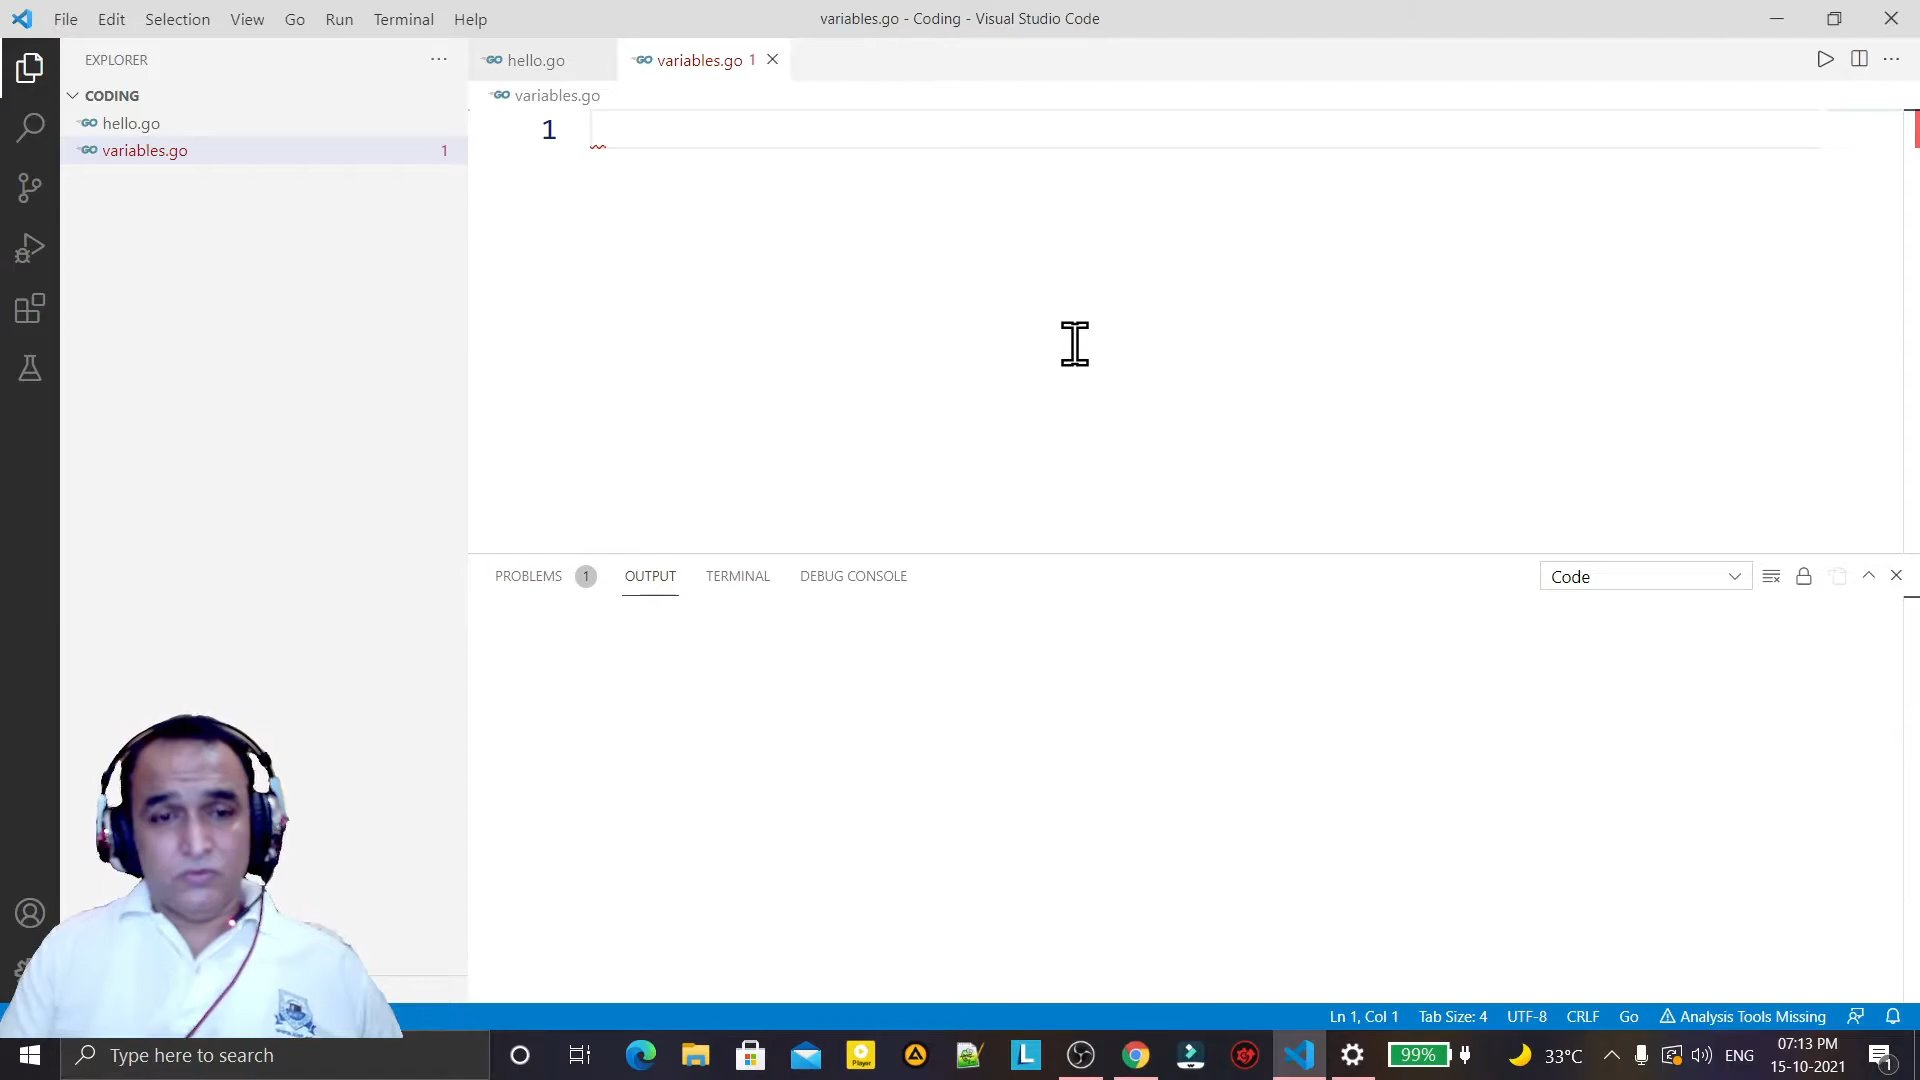 File Edit Selection View Go Run Terminal Help
variables.go - Coding - Visual Studio Code
EXPLORER
hello.go
variables.go 1
CODING
variables.go
hello.go
variables.go 1
1
PROBLEMS 1 OUTPUT TERMINAL DEBUG CONSOLE
Code
Ln 1, Col 1 Tab Size: 4 UTF-8 CRLF Go Analysis Tools Missing
Type here to search
99%
33°C
ENG
07:13 PM
15-10-2021
1